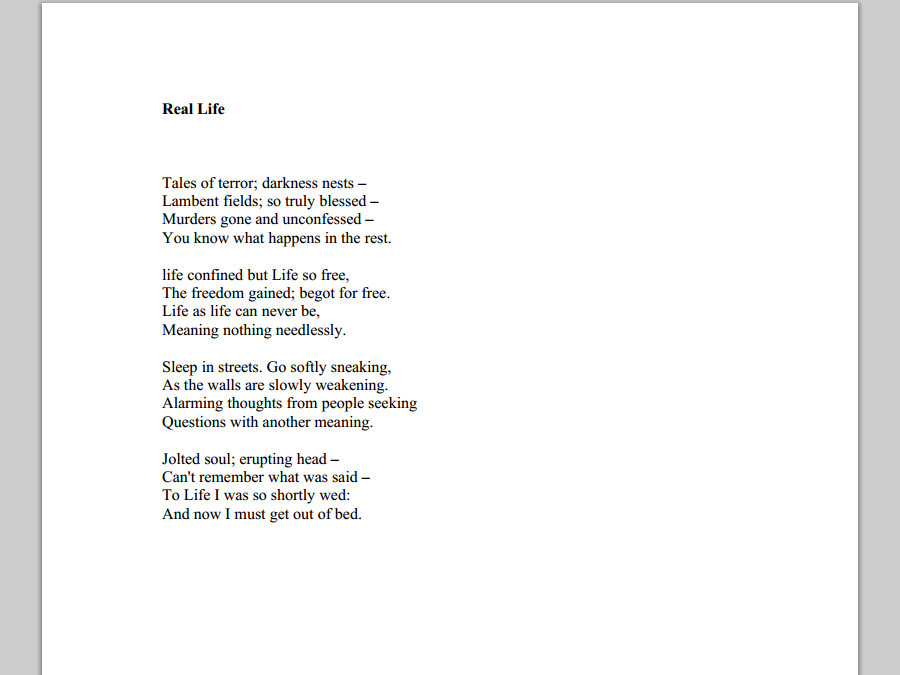 Real Life
Tales of terror; darkness nests –
Lambent fields; so truly blessed –
Murders gone and unconfessed –
You know what happens in the rest.
life confined but Life so free,
The freedom gained; begot for free.
Life as life can never be,
Meaning nothing needlessly.
Sleep in streets. Go softly sneaking,
As the walls are slowly weakening.
Alarming thoughts from people seeking
Questions with another meaning.
Jolted soul; erupting head –
Can't remember what was said –
To Life I was so shortly wed:
And now I must get out of bed.